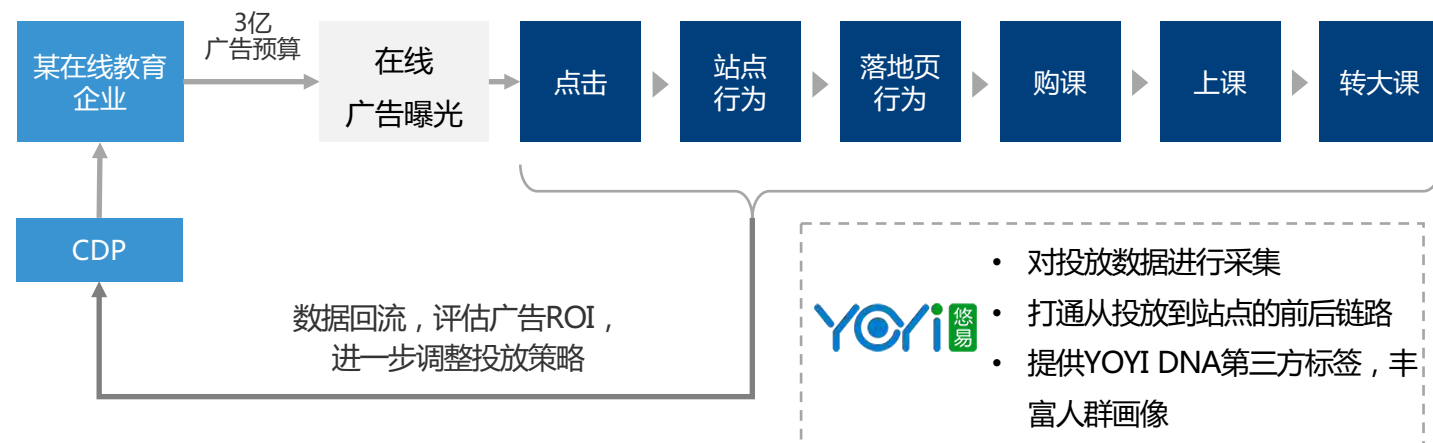 某在线教育
企业
3亿
广告预算
在线
广告曝光
点击
站点
行为
落地页
行为
购课
上课
转大课
CDP
数据回流，评估广告ROI，
进一步调整投放策略
YOYi 悠易
• 对投放数据进行采集
• 打通从投放到站点的前后链路
• 提供YOYI DNA第三方标签，丰
富人群画像